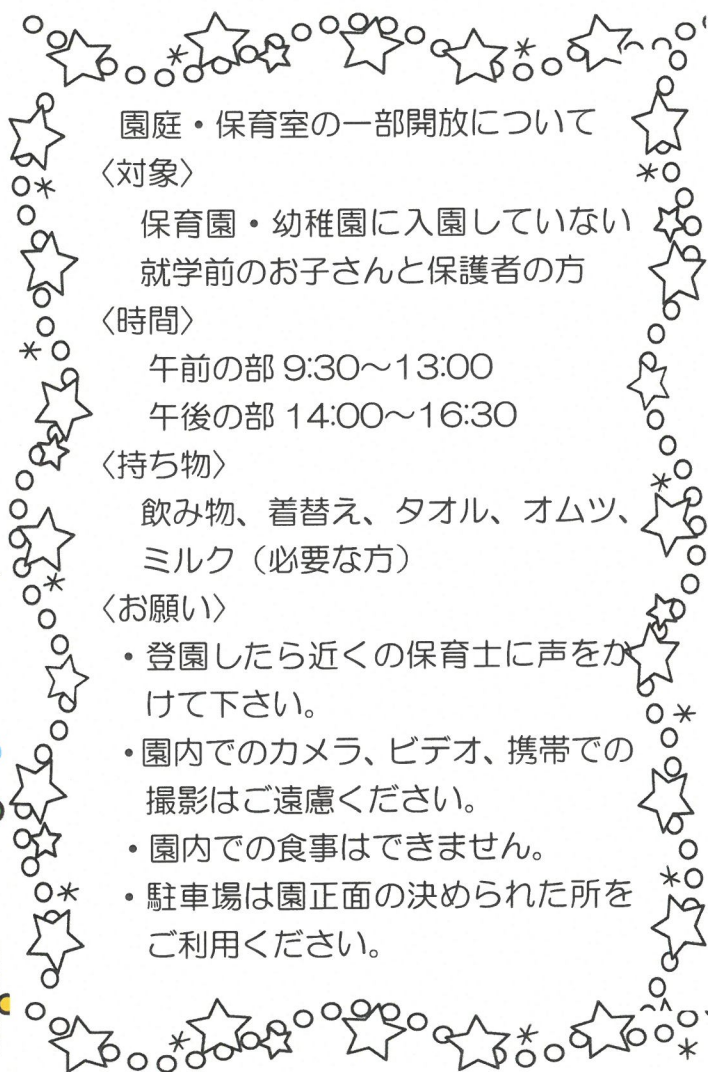 園庭・保育室の一部開放について
〈対象〉
保育園・幼稚園に入園していない
就学前のお子さんと保護者の方
〈時間〉
午前の部 9:30~13:00
午後の部 14:00~16:30
〈持ち物〉
飲み物、着替え、タオル、オムツ、
ミルク(必要な方)
〈お願い〉
・登園したら近くの保育士に声をか
けて下さい。
・園内でのカメラ、ビデオ、携帯での
撮影はご遠慮ください。
・園内での食事はできません。
・駐車場は園正面の決められた所を
ご利用ください。